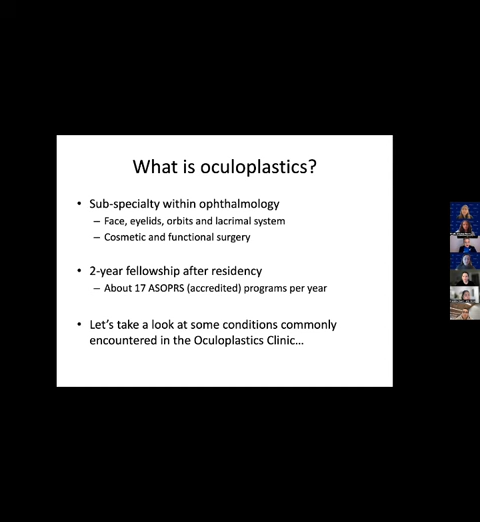 What is oculoplastics?
• Sub-specialty within ophthalmology
– Face, eyelids, orbits and lacrimal system
– Cosmetic and functional surgery
• 2-year fellowship after residency
– About 17 ASOPRS (accredited) programs per year
• Let's take a look at some conditions commonly
encountered in the Oculoplastics Clinic…